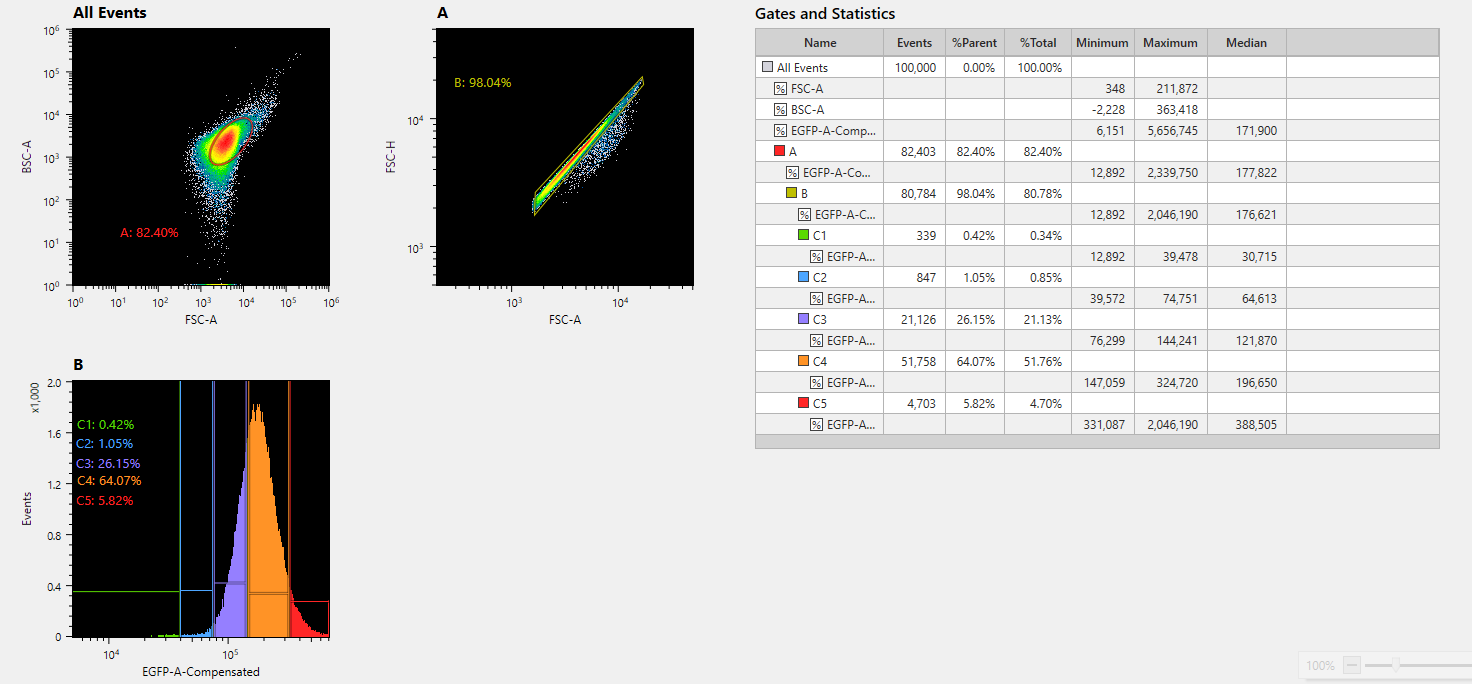 All Events
10⁶
10⁵
10⁴
10³
10²
10¹
10⁰
BSC-A
A: 82.40%
10⁰ 10¹ 10² 10³ 10⁴ 10⁵ 10⁶
FSC-A
A
B: 98.04%
10⁴
10³
FSC-H
10³ 10⁴
FSC-A
B
x1,000
2.0
1.6
1.2
0.8
0.4
0
Events
C1: 0.42%
C2: 1.05%
C3: 26.15%
C4: 64.07%
C5: 5.82%
10⁴ 10⁵
EGFP-A-Compensated
Gates and Statistics
Name Events %Parent %Total Minimum Maximum Median
All Events 100,000 0.00% 100.00%
% FSC-A 348 211,872
% BSC-A -2,228 363,418
% EGFP-A-Comp... 6,151 5,656,745 171,900
A 82,403 82.40% 82.40%
% EGFP-A-Co... 12,892 2,339,750 177,822
B 80,784 98.04% 80.78%
% EGFP-A-C... 12,892 2,046,190 176,621
C1 339 0.42% 0.34%
% EGFP-A... 12,892 39,478 30,715
C2 847 1.05% 0.85%
% EGFP-A... 39,572 74,751 64,613
C3 21,126 26.15% 21.13%
% EGFP-A... 76,299 144,241 121,870
C4 51,758 64.07% 51.76%
% EGFP-A... 147,059 324,720 196,650
C5 4,703 5.82% 4.70%
% EGFP-A... 331,087 2,046,190 388,505
100%